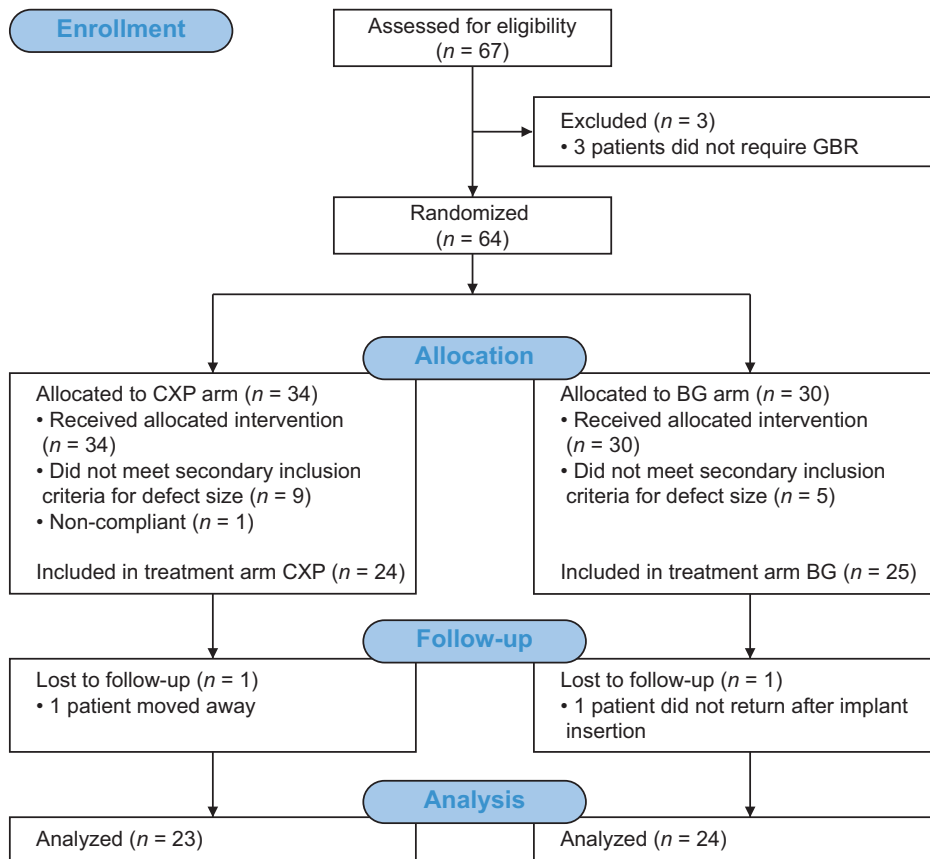 Enrollment
Assessed for eligibility
(n = 67)
Excluded (n = 3)
• 3 patients did not require GBR
Randomized
(n = 64)
Allocation
Allocated to CXP arm (n = 34)
• Received allocated intervention
(n = 34)
• Did not meet secondary inclusion
criteria for defect size (n = 9)
• Non-compliant (n = 1)
Included in treatment arm CXP (n = 24)
Allocated to BG arm (n = 30)
• Received allocated intervention
(n = 30)
• Did not meet secondary inclusion
criteria for defect size (n = 5)
Included in treatment arm BG (n = 25)
Follow-up
Lost to follow-up (n = 1)
• 1 patient moved away
Lost to follow-up (n = 1)
• 1 patient did not return after implant
insertion
Analysis
Analyzed (n = 23)
Analyzed (n = 24)